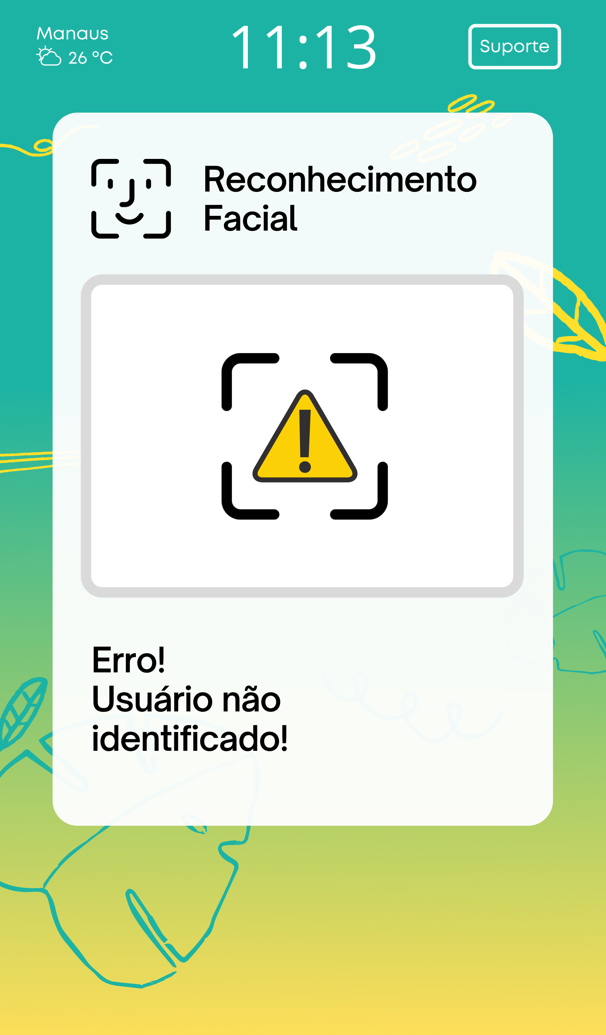 Manaus
26 °C
11:13
Suporte
Reconhecimento
Facial
Erro!
Usuário não
identificado!